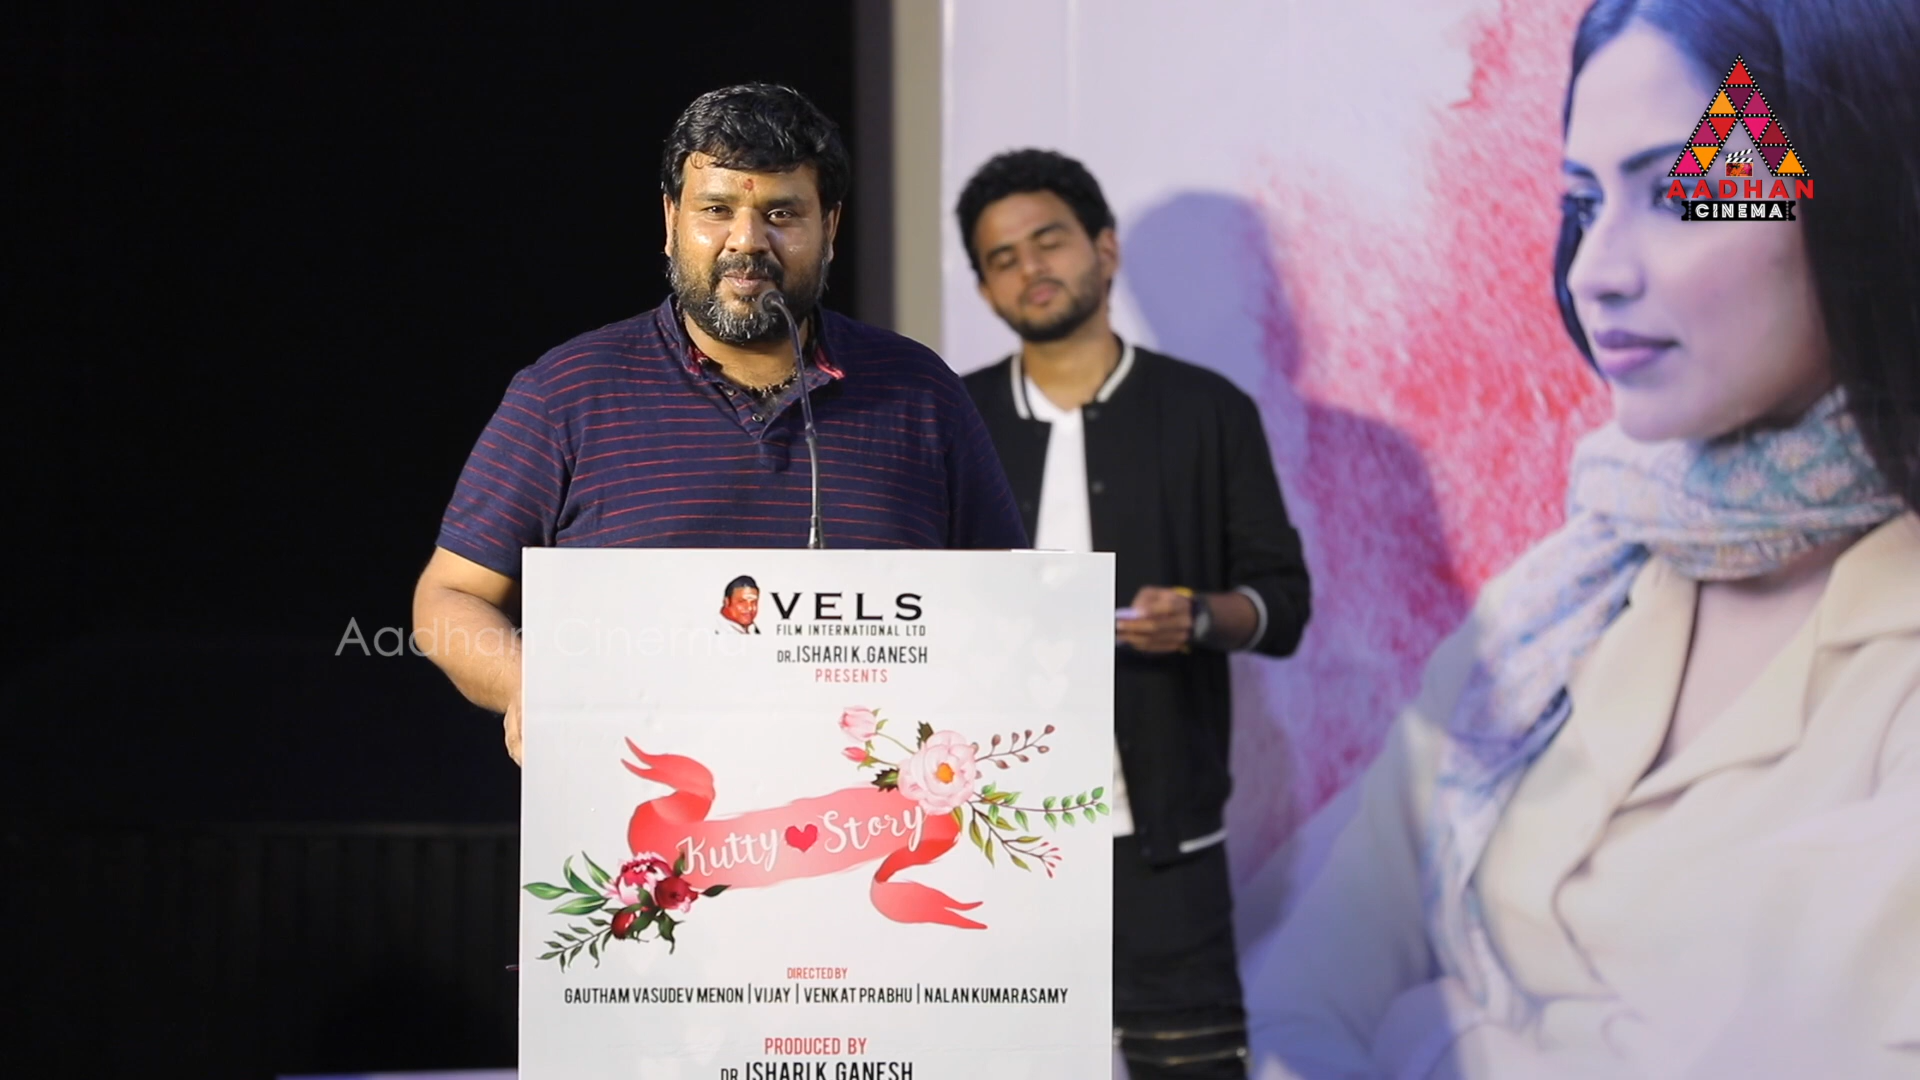 AADHAN
CINEMA
VELS
FILM INTERNATIONAL LTD
DR.ISHARI K.GANESH
PRESENTS
Aadhan Cinema
Kutty Story
DIRECTED BY
GAUTHAM VASUDEV MENON | VIJAY | VENKAT PRABHU | NALAN KUMARASAMY
PRODUCED BY
DR.ISHARI K.GANESH